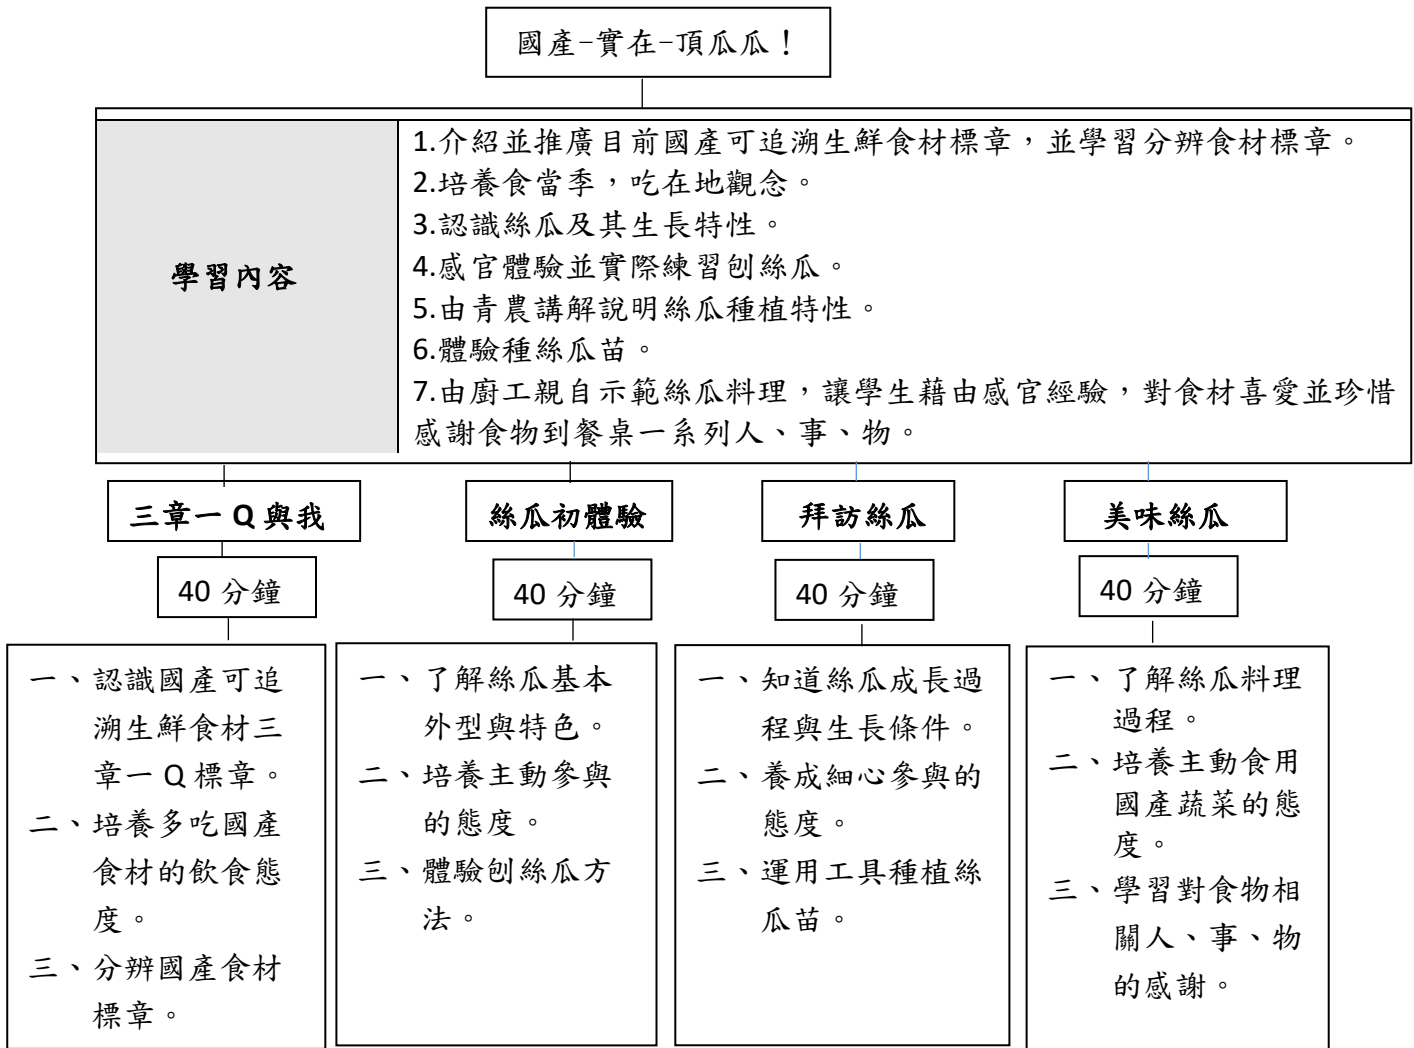 國產-實在-頂瓜瓜！
學習內容
1.介紹並推廣目前國產可追溯生鮮食材標章，並學習分辨食材標章。
2.培養食當季，吃在地觀念。
3.認識絲瓜及其生長特性。
4.感官體驗並實際練習刨絲瓜。
5.由青農講解說明絲瓜種植特性。
6.體驗種絲瓜苗。
7.由廚工親自示範絲瓜料理，讓學生藉由感官經驗，對食材喜愛並珍惜
感謝食物到餐桌一系列人、事、物。
三章一 Q 與我
40 分鐘
一、認識國產可追
溯生鮮食材三
章一 Q 標章。
二、培養多吃國產
食材的飲食態
度。
三、分辨國產食材
標章。
絲瓜初體驗
40 分鐘
一、了解絲瓜基本
外型與特色。
二、培養主動參與
的態度。
三、體驗刨絲瓜方
法。
拜訪絲瓜
40 分鐘
一、知道絲瓜成長過
程與生長條件。
二、養成細心參與的
態度。
三、運用工具種植絲
瓜苗。
美味絲瓜
40 分鐘
一、了解絲瓜料理
過程。
二、培養主動食用
國產蔬菜的態
度。
三、學習對食物相
關人、事、物
的感謝。